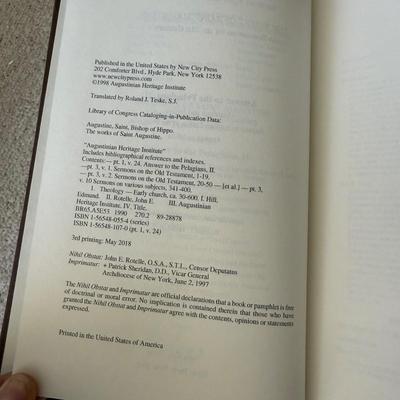 Published in the United States by New City Press
202 Comforter Blvd., Hyde Park, New York 12538
www.newcitypress.com
©1998 Augustinian Heritage Institute
Translated by Roland J. Teske, S.J.
Library of Congress Cataloging-in-Publication Data:
Augustine, Saint, Bishop of Hippo.
The works of Saint Augustine.
"Augustinian Heritage Institute"
Includes bibliographical references and indexes.
Contents:— pt. 1, v. 24. Answer to the Pelagians, II.
—pt. 3, v. 1. Sermons on the Old Testament, 1-19.
— pt. 3, v. 2. Sermons on the Old Testament, 20-50 — [et al.] — pt. 3,
v. 10 Sermons on various subjects, 341-400.
1. Theology — Early church, ca. 30-600. I. Hill,
Edmund. II. Rotelle, John E. III. Augustinian
Heritage Institute. IV. Title.
BR65.A5E53 1990 270.2 89-28878
ISBN 1-56548-055-4 (series)
ISBN 1-56548-107-0 (pt. 1, v. 24)
3rd printing: May 2018
Nihil Obstat: John E. Rotelle, O.S.A., S.T.L., Censor Deputatus
Imprimatur: + Patrick Sheridan, D.D., Vicar General
Archdiocese of New York, June 2, 1997
The Nihil Obstat and Imprimatur are official declarations that a book or pamphlet is free
of doctrinal or moral error. No implication is contained therein that those who have
granted the Nihil Obstat and Imprimatur agree with the contents, opinions or statements
expressed.
Printed in the United States of America